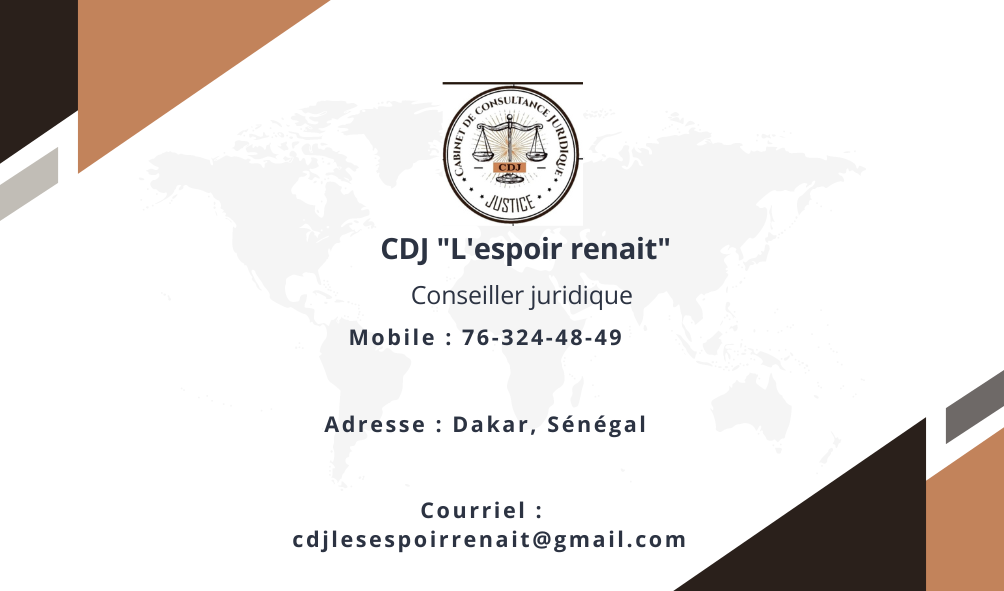 CABINET DE CONSULTANCE JURIDIQUE
CDJ
JUSTICE
CDJ "L'espoir renait"
Conseiller juridique
Mobile : 76-324-48-49
Adresse : Dakar, Sénégal
Courriel :
cdjlesespoirrenait@gmail.com